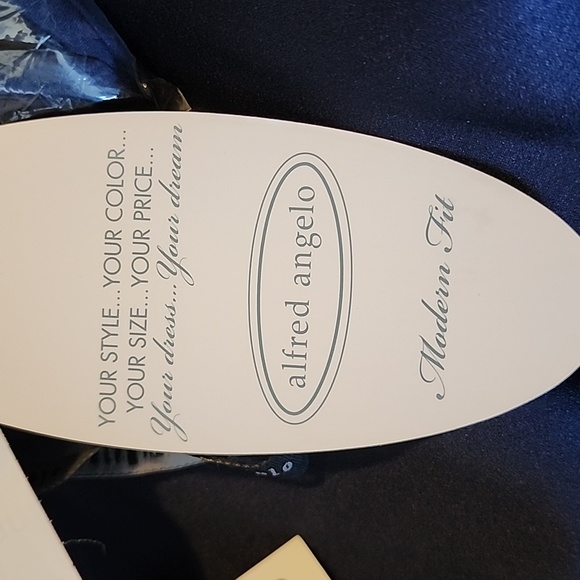 YOUR STYLE...YOUR COLOR...
YOUR SIZE...YOUR PRICE...
Your dress...Your dream
alfred angelo
Modern Fit